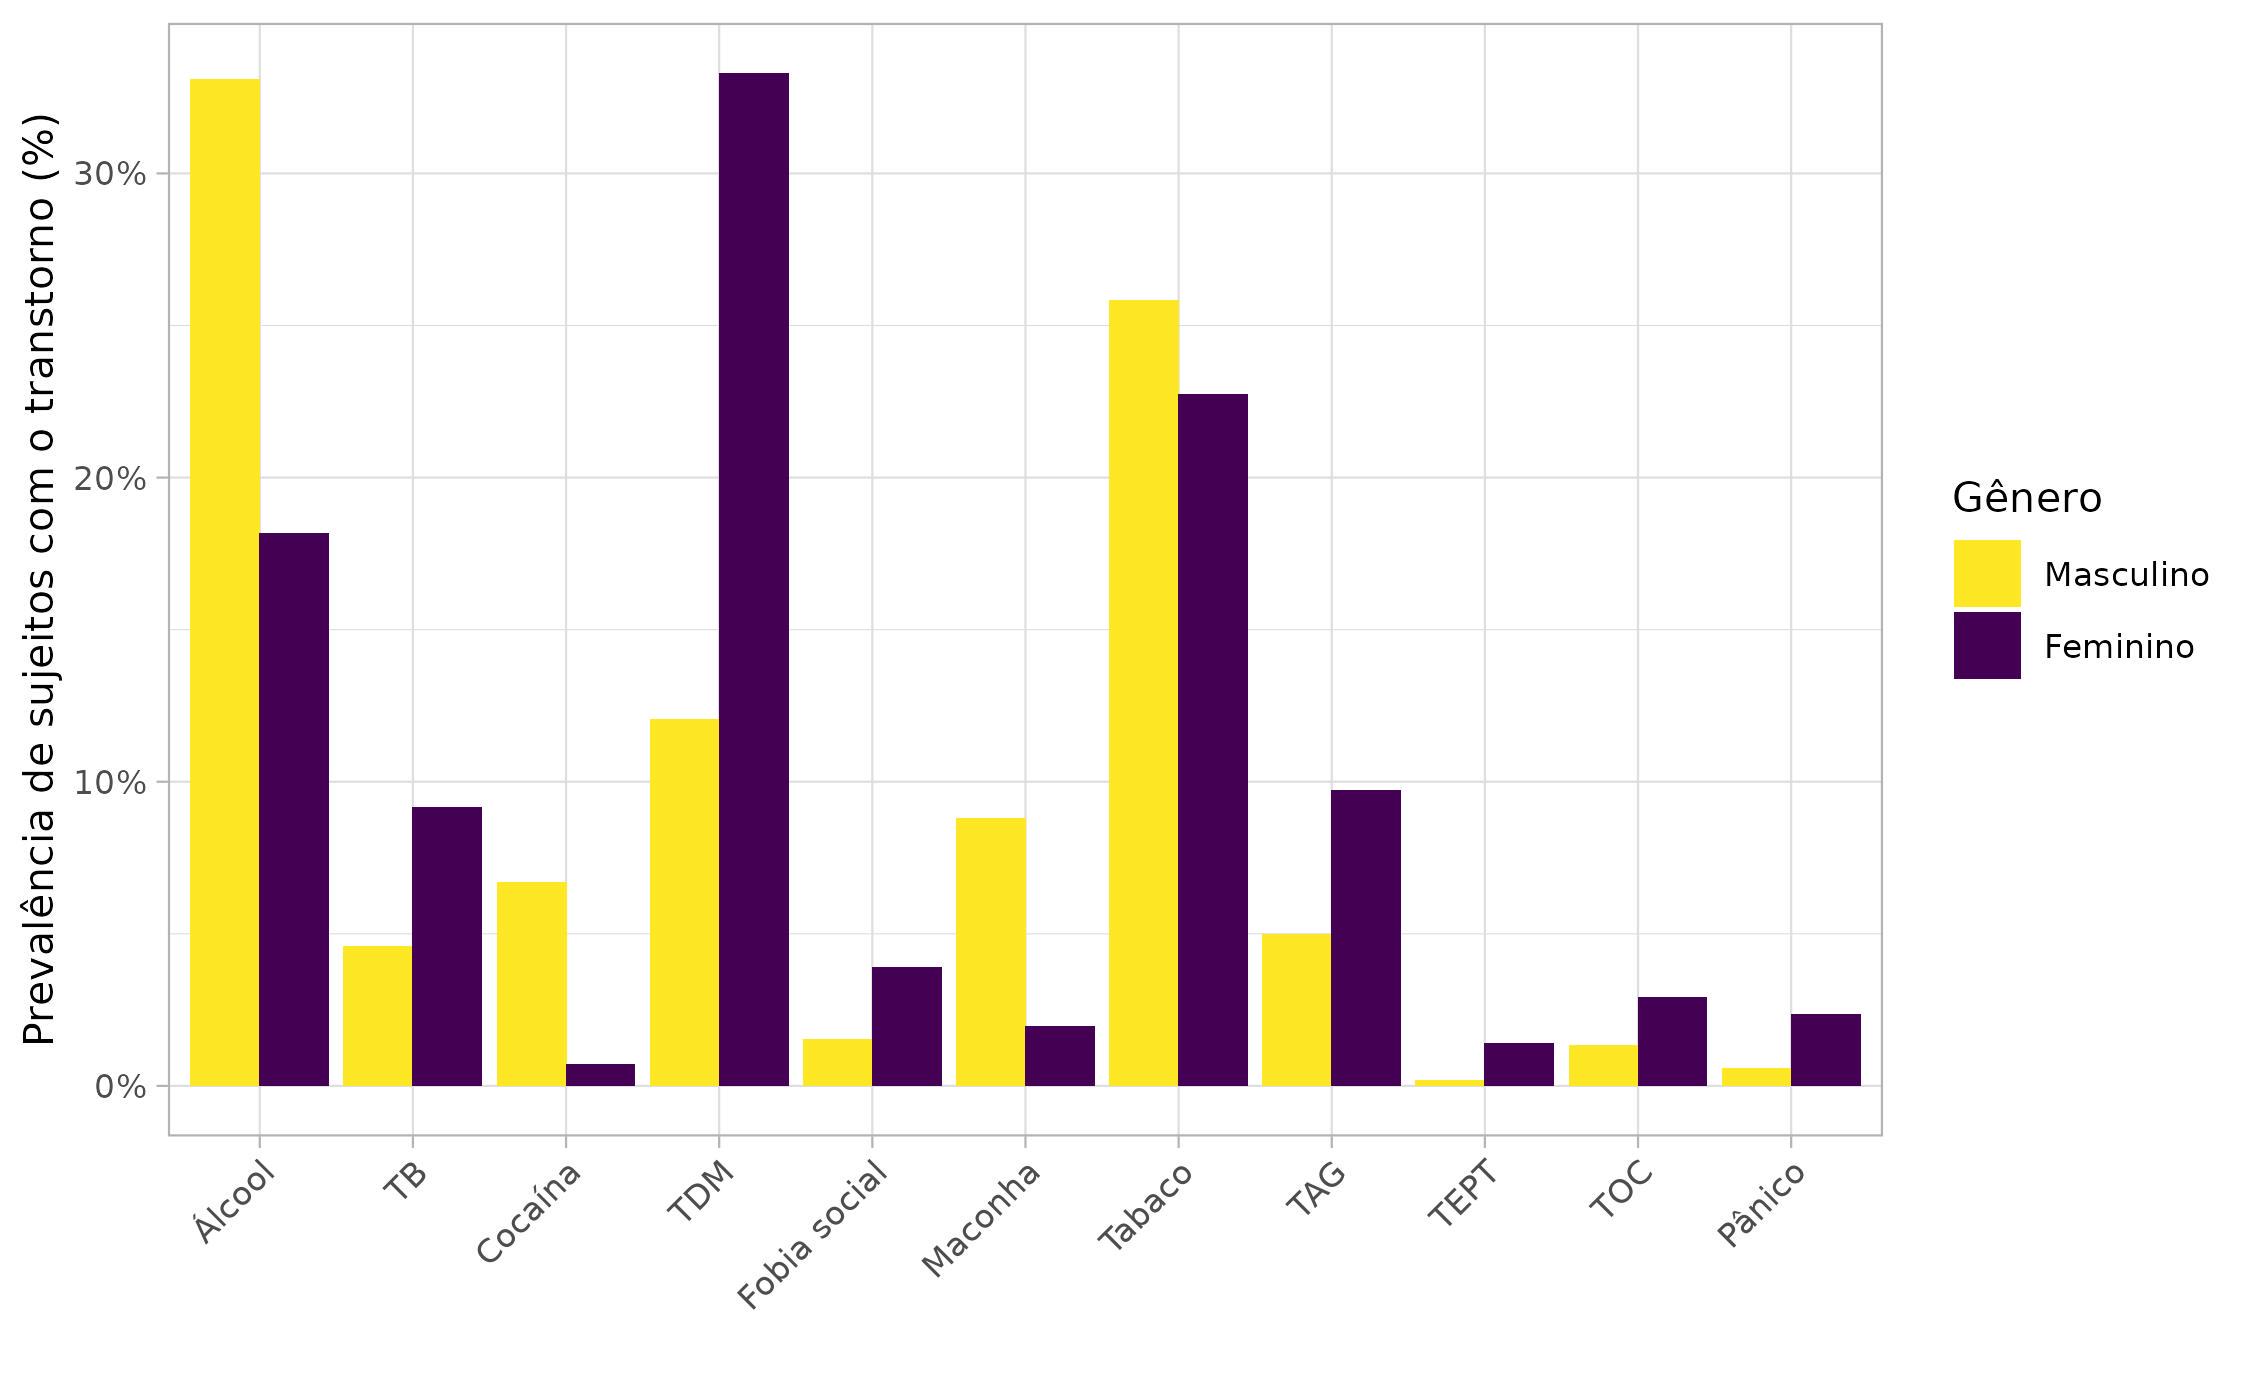 Prevalência de sujeitos com o transtorno (%)
30%
20%
10%
0%
Álcool
TB
Cocaína
TDM
Fobia social
Maconha
Tabaco
TAG
TEPT
TOC
Pânico
Gênero
Masculino
Feminino